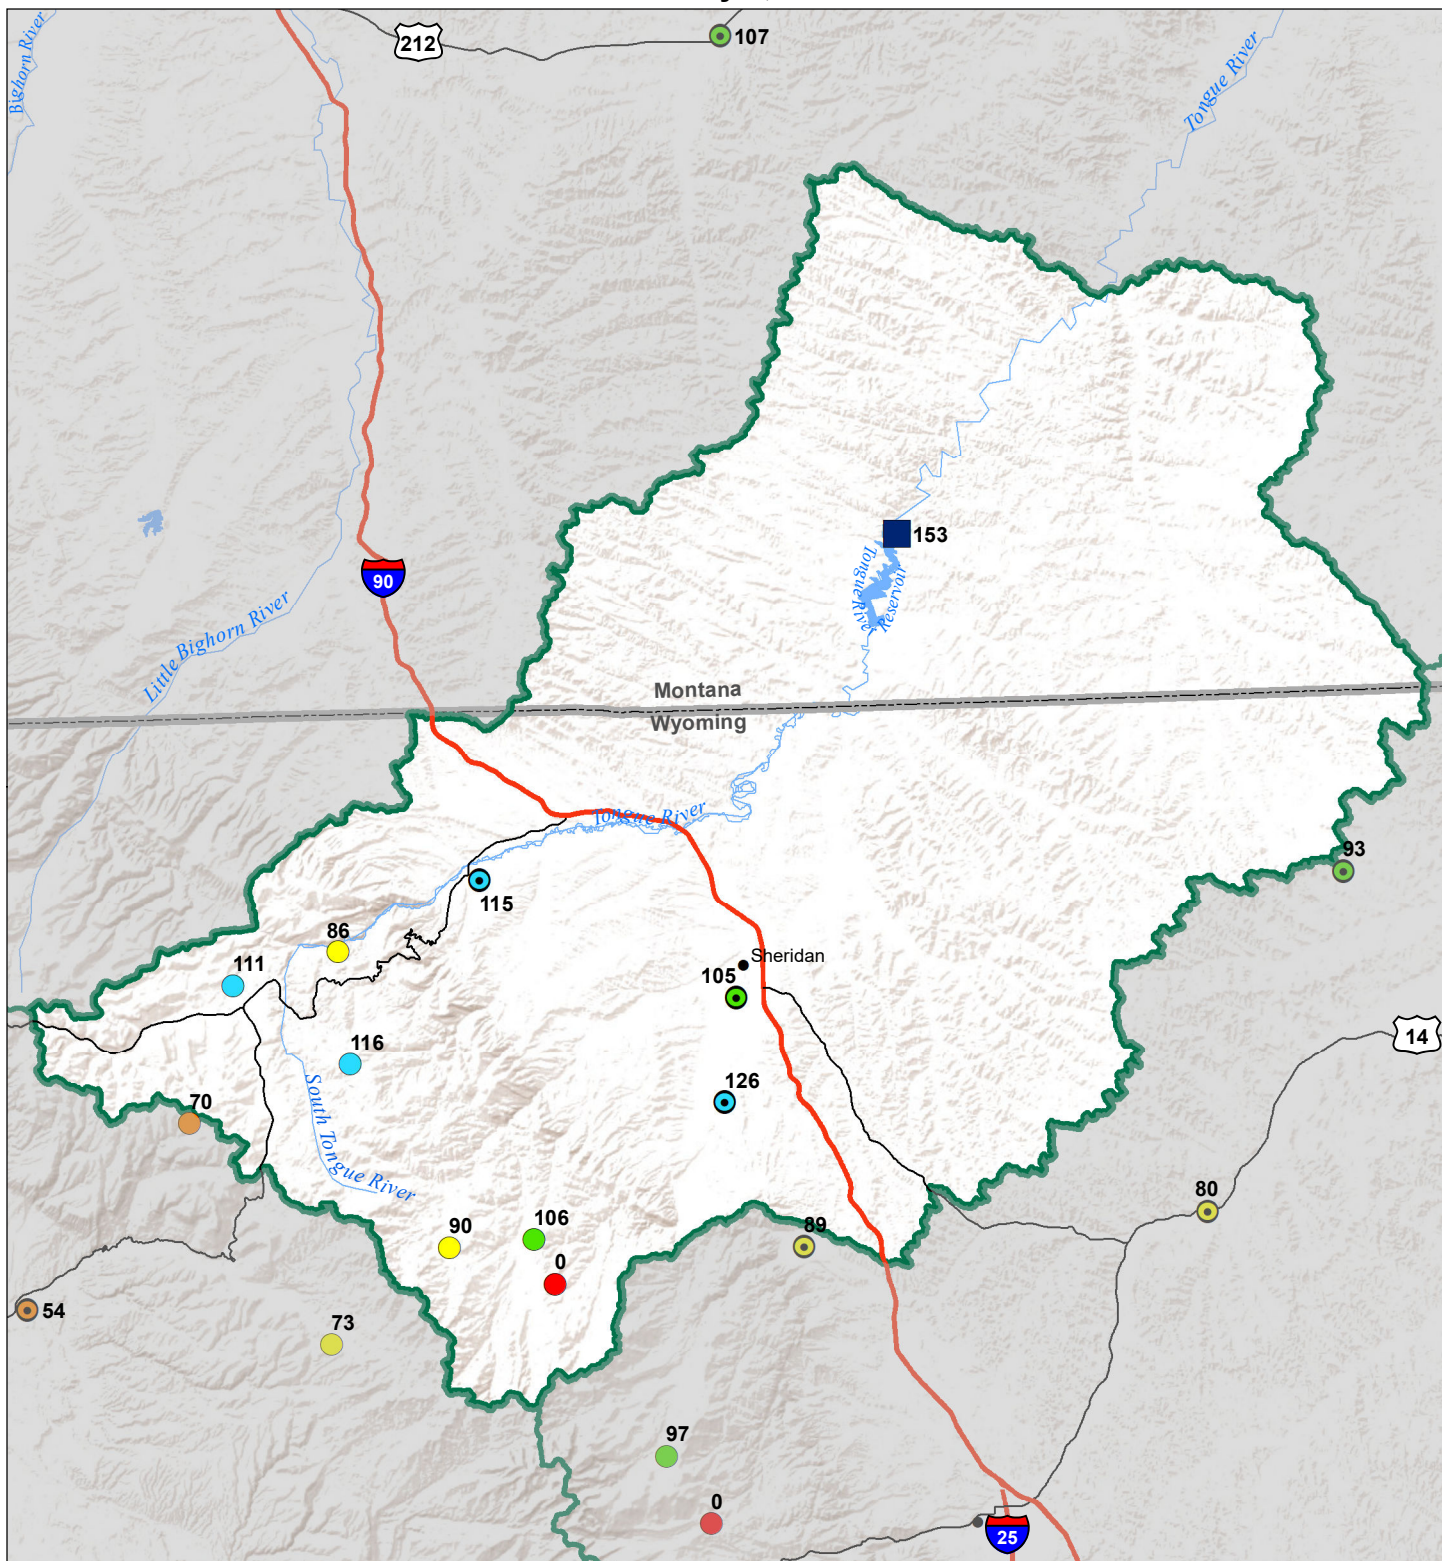 107
212
Bighorn River
Tongue River
153
Tongue River
Reservoir
90
Little Bighorn River
Montana
Wyoming
Tongue River
93
115
86
Sheridan
111
105
14
116
126
70
South Tongue River
80
90
106
89
0
54
73
97
0
25